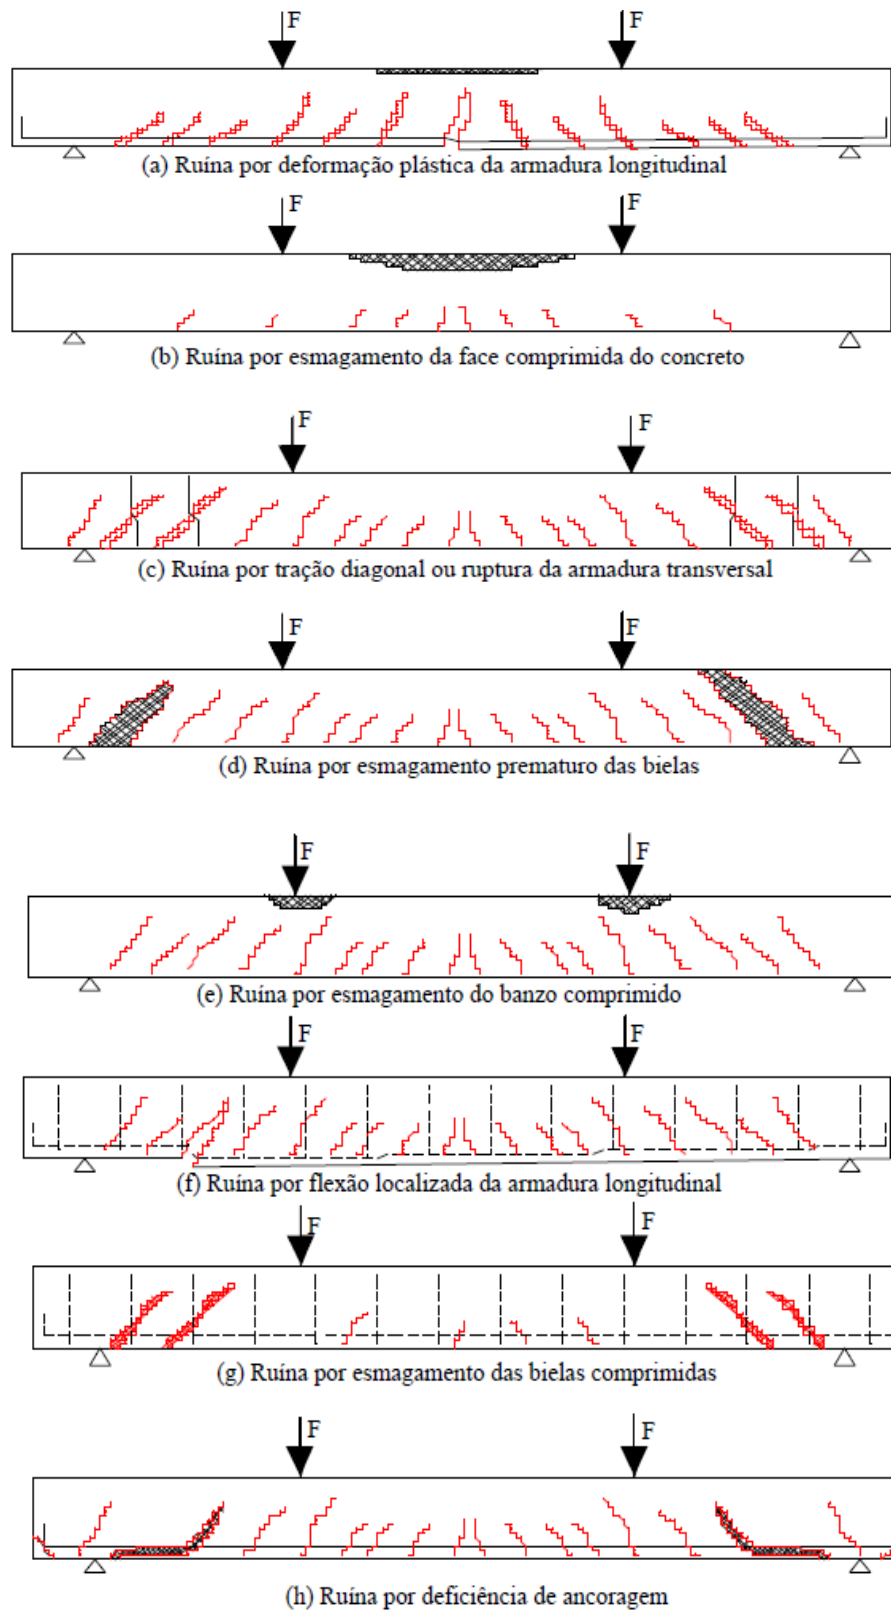 F F
(a) Ruína por deformação plástica da armadura longitudinal
F F
(b) Ruína por esmagamento da face comprimida do concreto
F F
(c) Ruína por tração diagonal ou ruptura da armadura transversal
F F
(d) Ruína por esmagamento prematuro das bielas
F F
(e) Ruína por esmagamento do banzo comprimido
F F
(f) Ruína por flexão localizada da armadura longitudinal
F F
(g) Ruína por esmagamento das bielas comprimidas
F F
(h) Ruína por deficiência de ancoragem